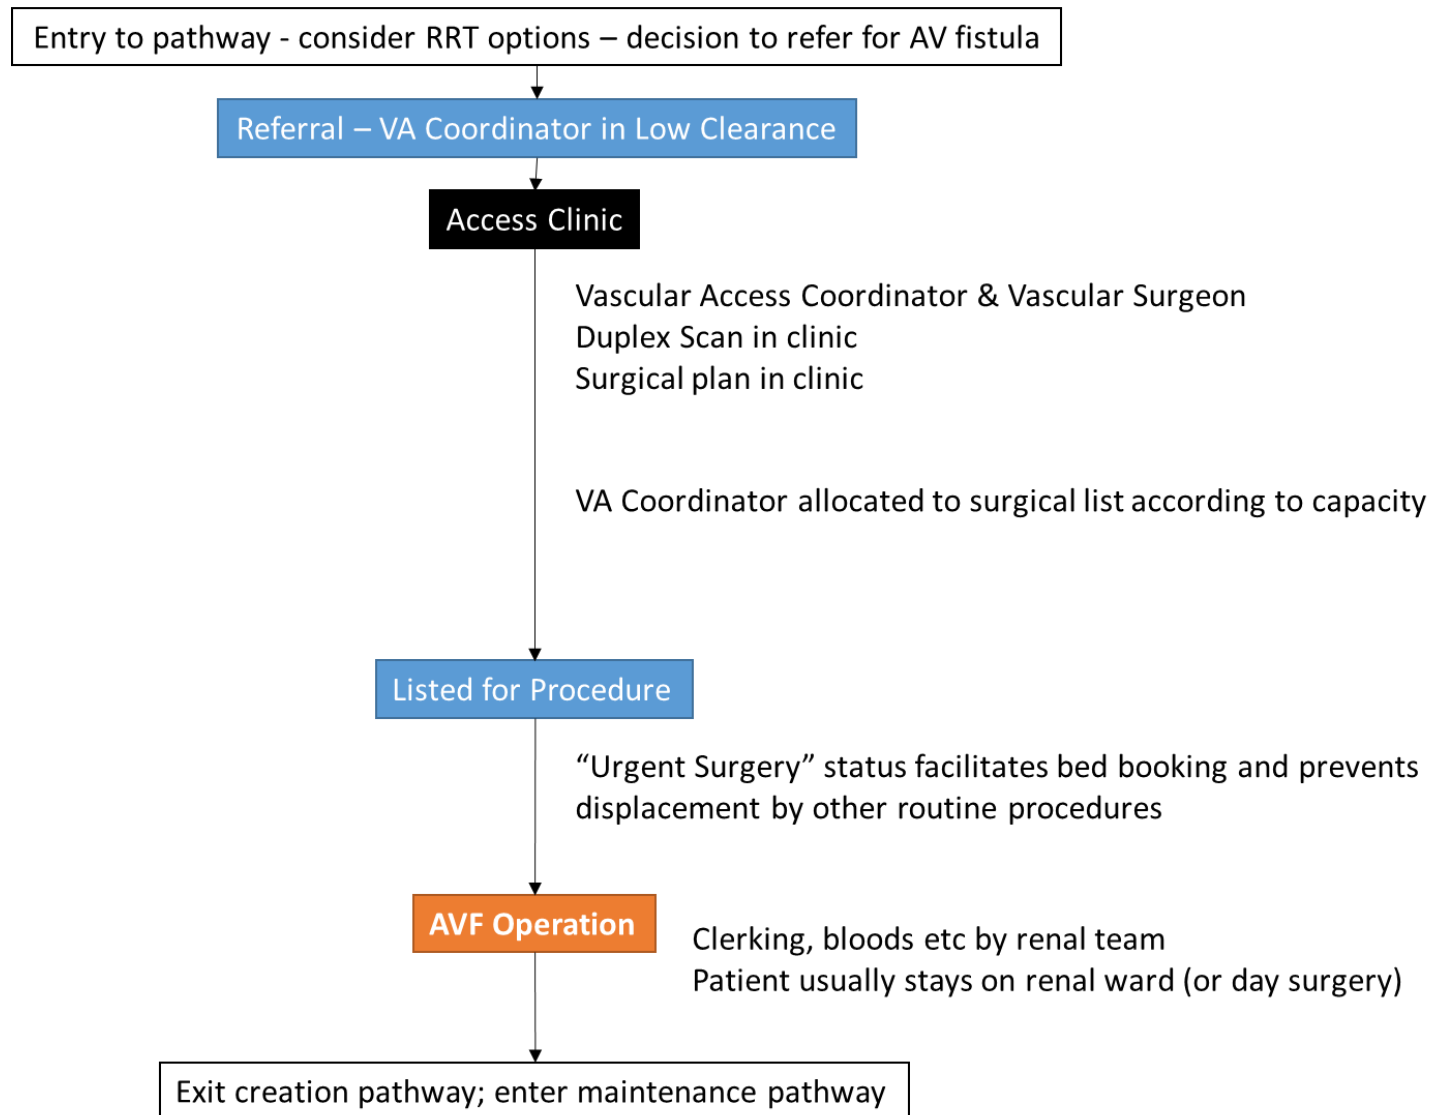 Entry to pathway - consider RRT options – decision to refer for AV fistula
Referral – VA Coordinator in Low Clearance
Access Clinic
Vascular Access Coordinator & Vascular Surgeon
Duplex Scan in clinic
Surgical plan in clinic
VA Coordinator allocated to surgical list according to capacity
Listed for Procedure
“Urgent Surgery” status facilitates bed booking and prevents
displacement by other routine procedures
AVF Operation
Clerking, bloods etc by renal team
Patient usually stays on renal ward (or day surgery)
Exit creation pathway; enter maintenance pathway